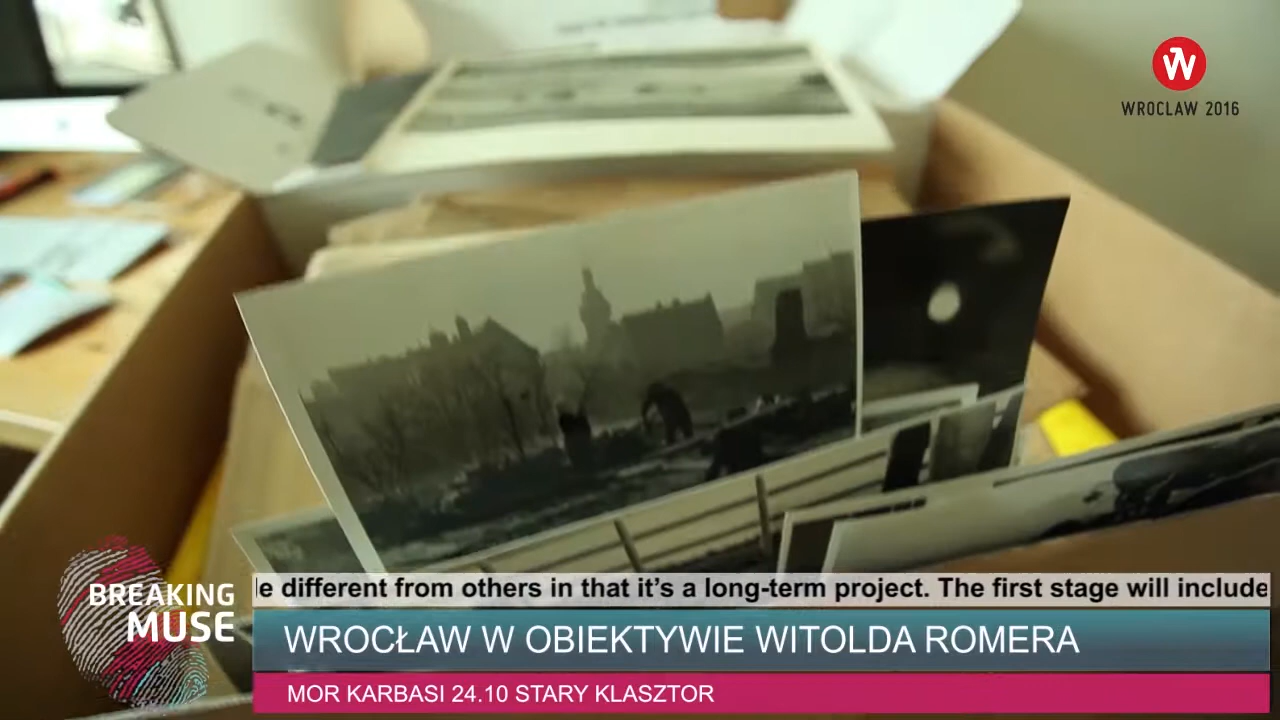 W
WROCLAW 2016
BREAKING
MUSE
le different from others in that it's a long-term project. The first stage will include
WROCŁAW W OBIEKTYWIE WITOLDA ROMERA
MOR KARBASI 24.10 STARY KLASZTOR